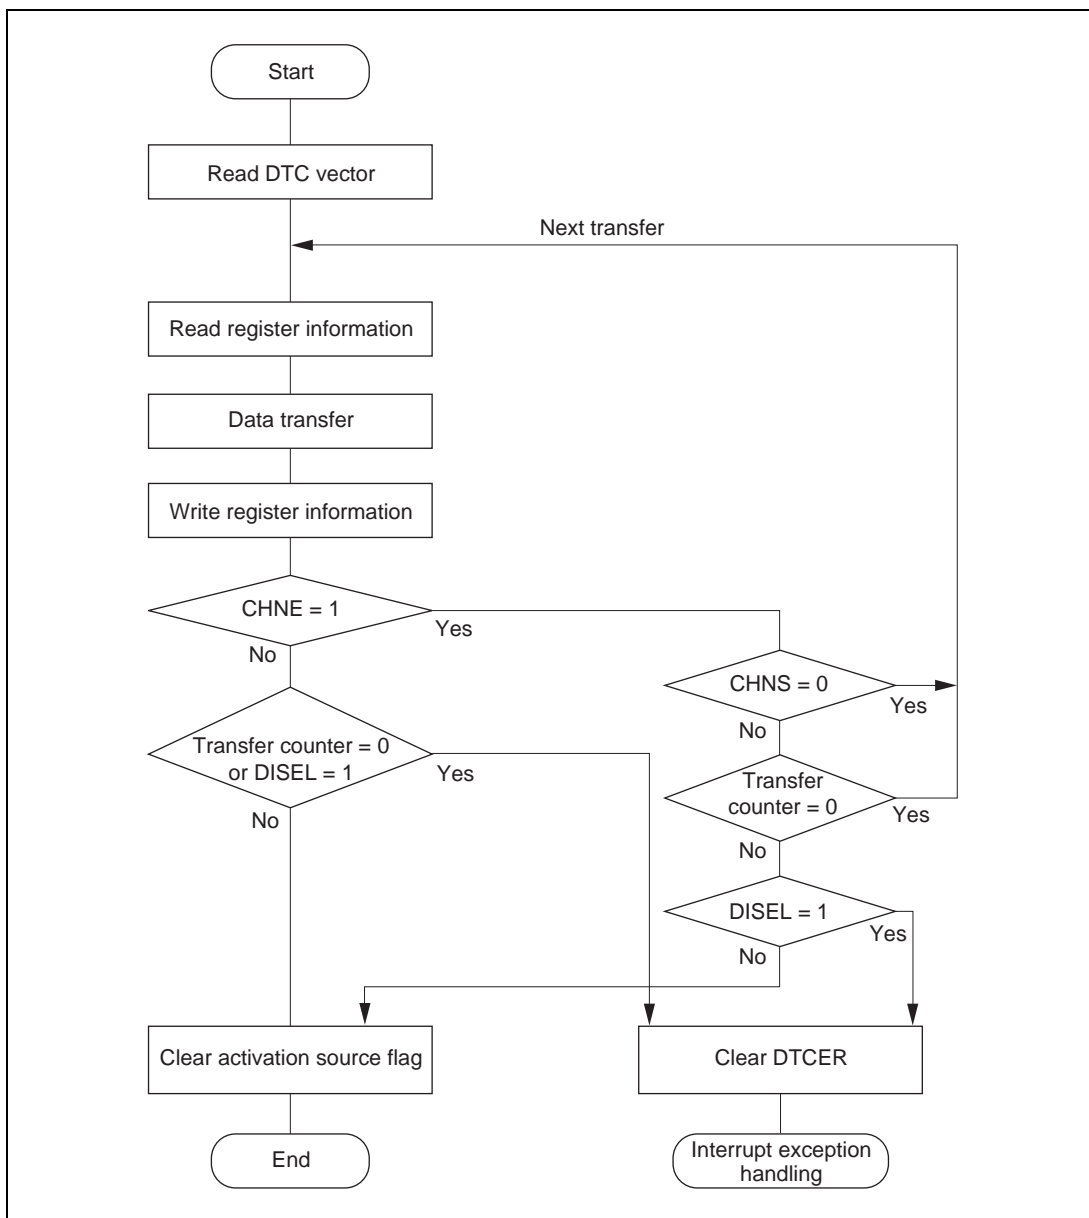 Start
Read DTC vector
Next transfer
Read register information
Data transfer
Write register information
CHNE = 1
Yes
No
CHNS = 0
Yes
No
Transfer counter = 0
or DISEL = 1
Yes
No
Transfer
counter = 0
Yes
No
DISEL = 1
Yes
No
Clear activation source flag
Clear DTCER
End
Interrupt exception
handling